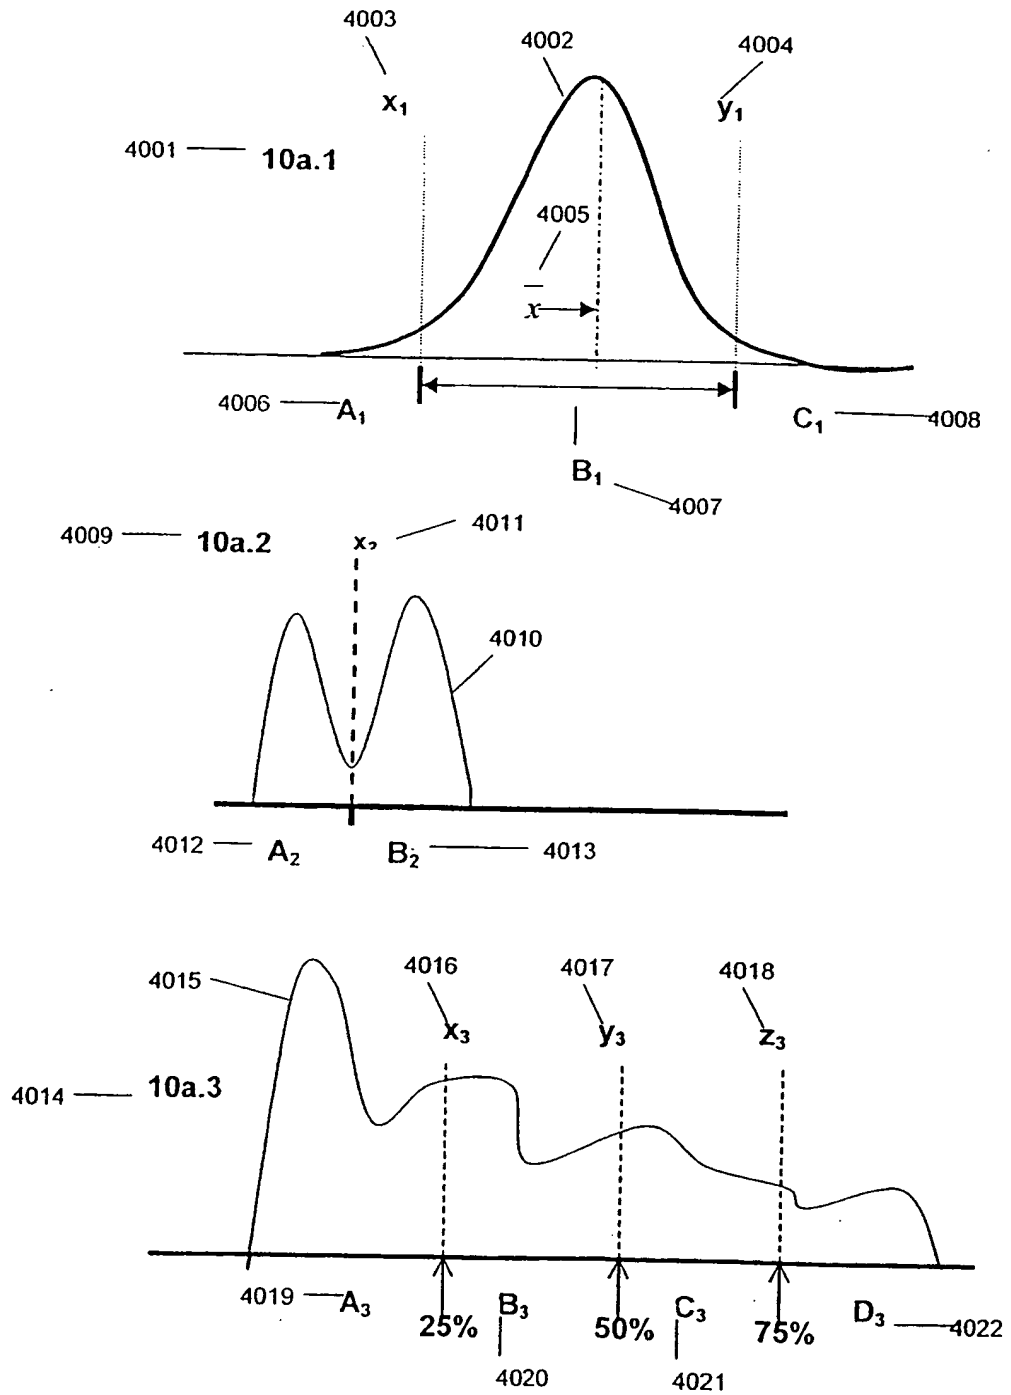 4003
4002
4004
x₁
y₁
4001
10a.1
4005
x̄
4006
A₁
C₁
4008
B₁
4007
4009
10a.2
x₂
4011
4010
4012
A₂
B₂
4013
4015
4016
4017
4018
x₃
y₃
z₃
4014
10a.3
4019
A₃
B₃
C₃
D₃
4022
25%
50%
75%
4020
4021